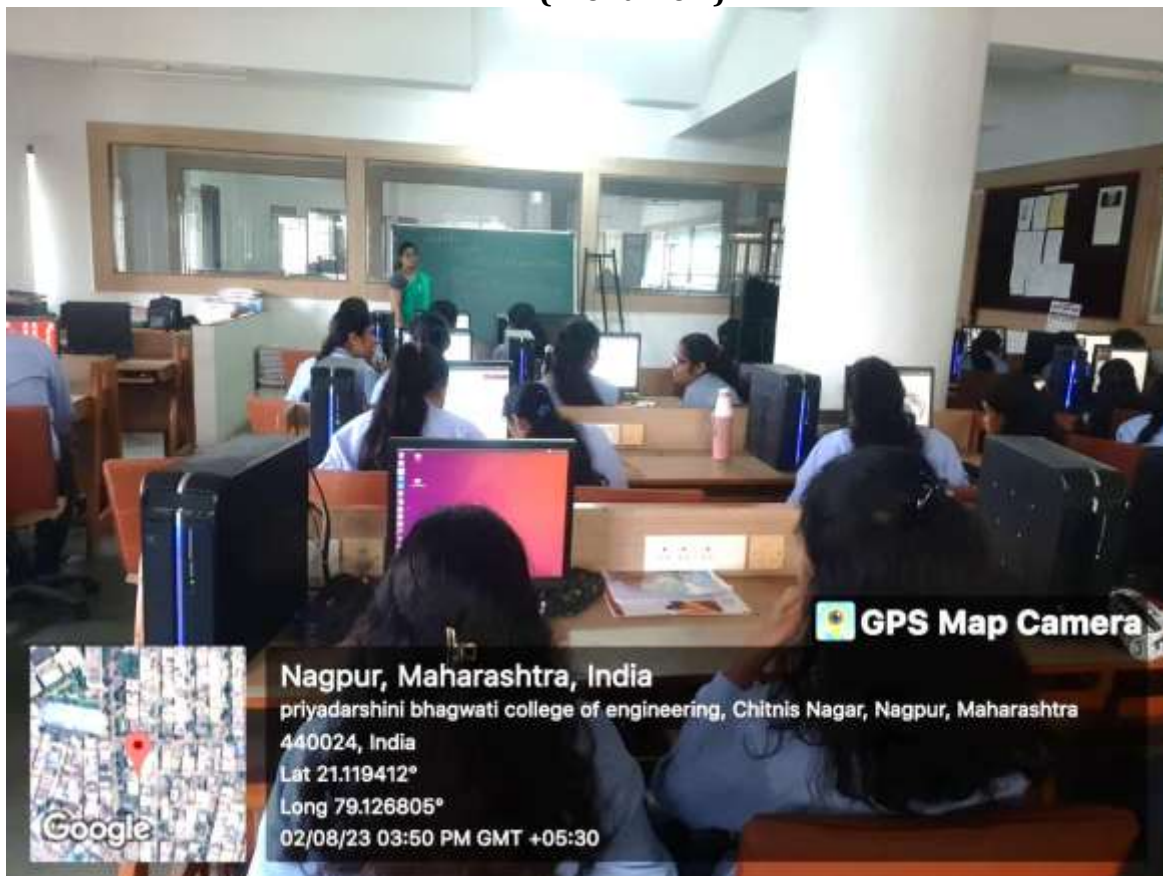 GPS Map Camera
Nagpur, Maharashtra, India
priyadarshini bhagwati college of engineering, Chitnis Nagar, Nagpur, Maharashtra
440024, India
Lat 21.119412°
Long 79.126805°
02/08/23 03:50 PM GMT +05:30
Google